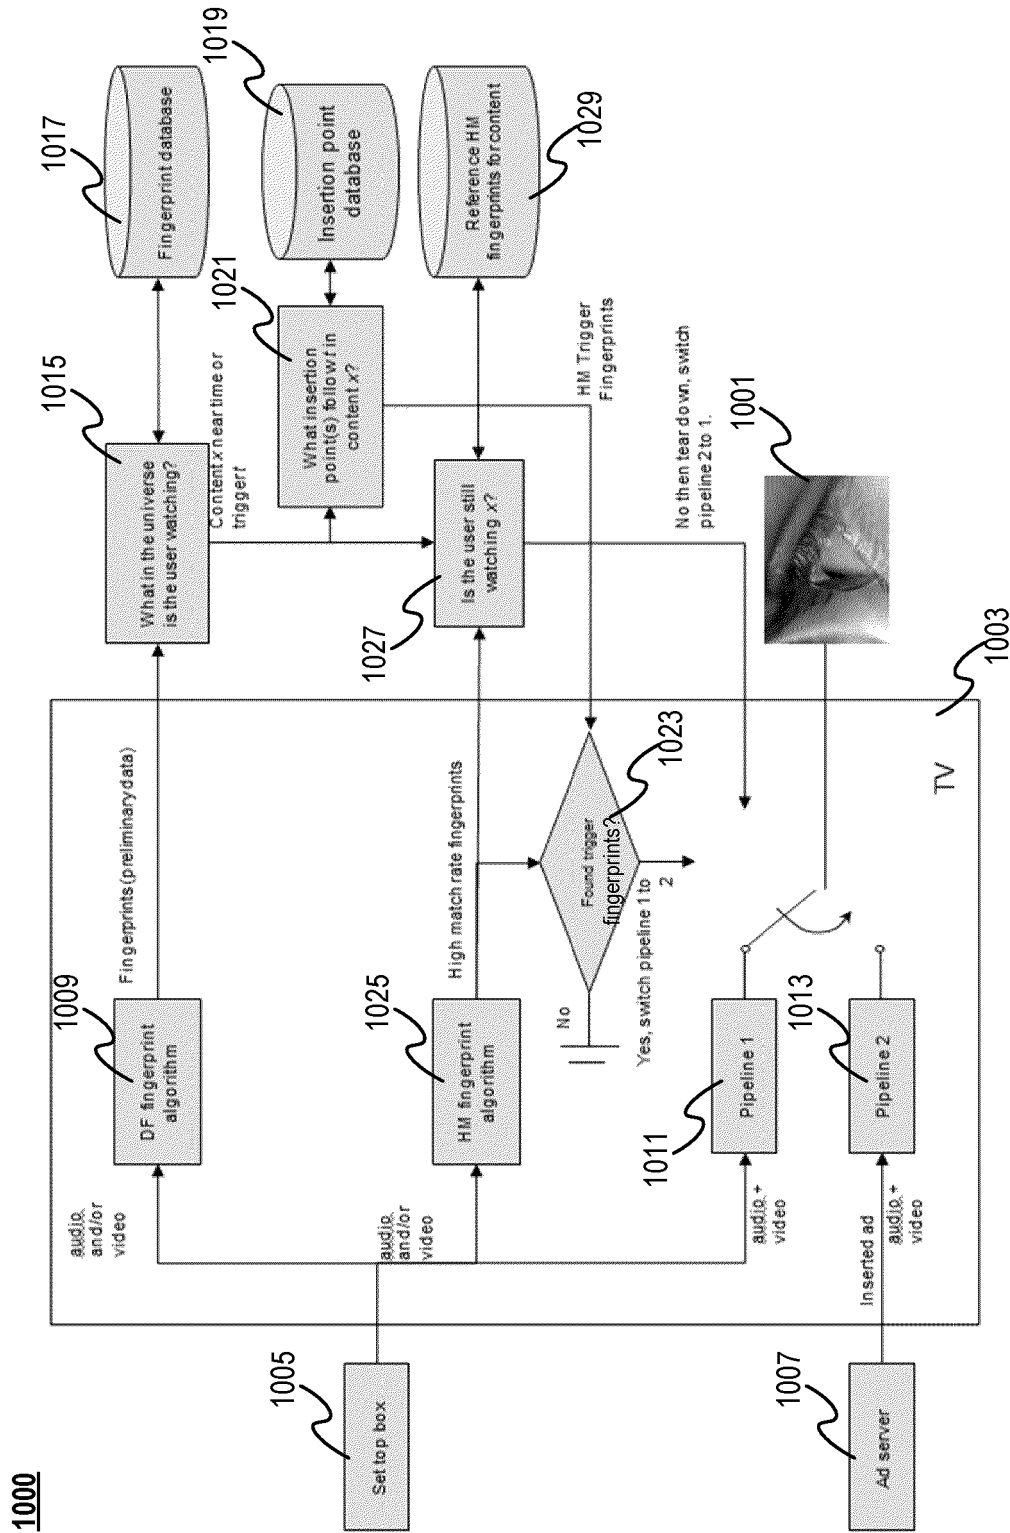 1000
Set top box
1005
Ad server
1007
audio
and/or
video
audio
and/or
video
audio +
video
Inserted ad
audio +
video
DF fingerprint
algorithm
1009
HM fingerprint
algorithm
1025
Pipeline 1
1011
Pipeline 2
1013
Fingerprints (preliminary data)
High match rate fingerprints
No
Found trigger
fingerprints?
1023
Yes, switch pipeline 1 to
2
TV
1003
What in the universe
is the user watching?
1015
Content x near time or
trigger t
What insertion
point(s) follow t in
content x?
1021
Is the user still
watching x?
1027
HM Trigger
Fingerprints
No then tear down, switch
pipeline 2 to 1.
1001
Fingerprint database
1017
Insertion point
database
1019
Reference HM
fingerprints for content
1029